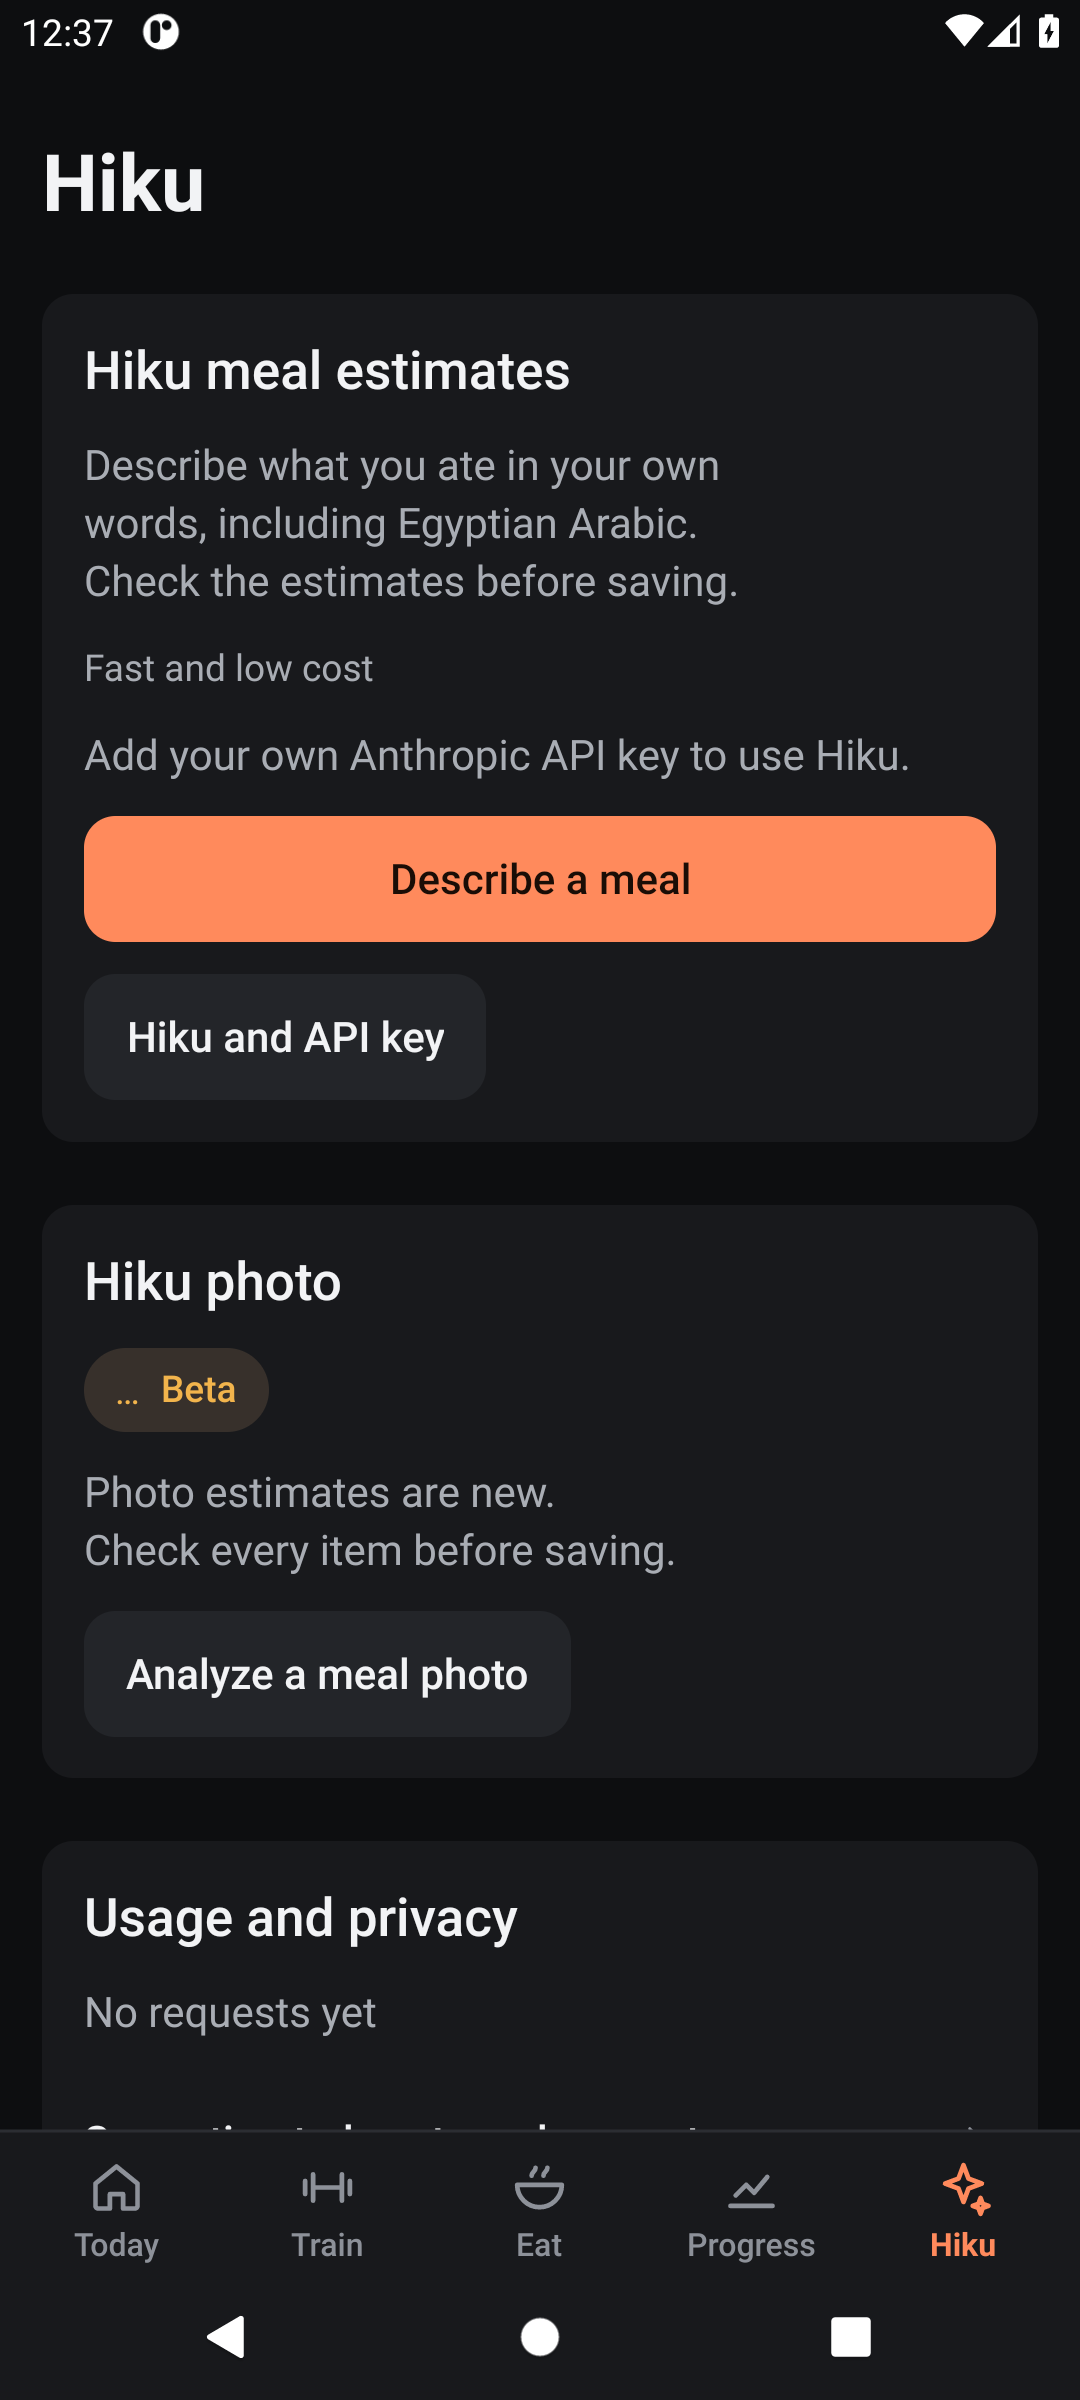 12:37
Hiku
Hiku meal estimates
Describe what you ate in your own
words, including Egyptian Arabic.
Check the estimates before saving.
Fast and low cost
Add your own Anthropic API key to use Hiku.
Describe a meal
Hiku and API key
Hiku photo
... Beta
Photo estimates are new.
Check every item before saving.
Analyze a meal photo
Usage and privacy
No requests yet
Today
Train
Eat
Progress
Hiku